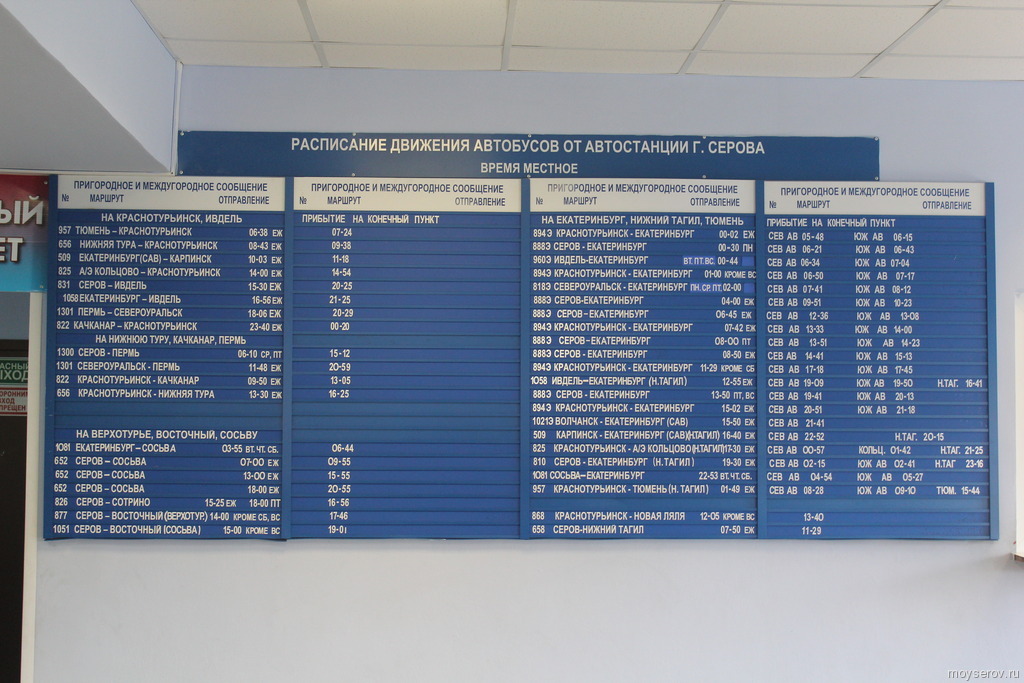 РАСПИСАНИЕ ДВИЖЕНИЯ АВТОБУСОВ ОТ АВТОСТАНЦИИ Г. СЕРОВА
ВРЕМЯ МЕСТНОЕ
ЫЙ
ЕТ
ПРИГОРОДНОЕ И МЕЖДУГОРОДНОЕ СООБЩЕНИЕ
№ МАРШРУТ ОТПРАВЛЕНИЕ
НА КРАСНОТУРЬИНСК, ИВДЕЛЬ
957 ТЮМЕНЬ – КРАСНОТУРЬИНСК 06-38 ЕЖ
656 НИЖНЯЯ ТУРА – КРАСНОТУРЬИНСК 08-43 ЕЖ
509 ЕКАТЕРИНБУРГ(САВ) – КАРПИНСК 10-03 ЕЖ
825 А/Э КОЛЬЦОВО – КРАСНОТУРЬИНСК 14-00 ЕЖ
831 СЕРОВ – ИВДЕЛЬ 15-30 ЕЖ
1058 ЕКАТЕРИНБУРГ – ИВДЕЛЬ 16-56 ЕЖ
1301 ПЕРМЬ – СЕВЕРОУРАЛЬСК 18-06 ЕЖ
822 КАЧКАНАР – КРАСНОТУРЬИНСК 23-40 ЕЖ
НА НИЖНЮЮ ТУРУ, КАЧКАНАР, ПЕРМЬ
1300 СЕРОВ - ПЕРМЬ 06-10 СР, ПТ
1301 СЕВЕРОУРАЛЬСК - ПЕРМЬ 11-48 ЕЖ
822 КРАСНОТУРЬИНСК - КАЧКАНАР 09-50 ЕЖ
656 КРАСНОТУРЬИНСК - НИЖНЯЯ ТУРА 13-30 ЕЖ
НА ВЕРХОТУРЬЕ, ВОСТОЧНЫЙ, СОСЬВУ
1081 ЕКАТЕРИНБУРГ – СОСЬВА 03-55 ВТ. ЧТ. СБ.
652 СЕРОВ – СОСЬВА 07-00 ЕЖ
652 СЕРОВ – СОСЬВА 13-00 ЕЖ
652 СЕРОВ – СОСЬВА 18-00 ЕЖ
826 СЕРОВ – СОТРИНО 15-25 ЕЖ 18-00 ПТ
877 СЕРОВ – ВОСТОЧНЫЙ (ВЕРХОТУР.) 14-00 КРОМЕ СБ, ВС
1051 СЕРОВ – ВОСТОЧНЫЙ (СОСЬВА) 15-00 КРОМЕ ВС
ПРИГОРОДНОЕ И МЕЖДУГОРОДНОЕ СООБЩЕНИЕ
№ МАРШРУТ ОТПРАВЛЕНИЕ
ПРИБЫТИЕ НА КОНЕЧНЫЙ ПУНКТ
07-24
09-38
11-18
14-54
20-25
21-25
20-29
00-20
15-12
20-59
13-05
16-25
06-44
09-55
15-55
20-55
16-56
17-46
19-01
ПРИГОРОДНОЕ И МЕЖДУГОРОДНОЕ СООБЩЕНИЕ
№ МАРШРУТ ОТПРАВЛЕНИЕ
НА ЕКАТЕРИНБУРГ, НИЖНИЙ ТАГИЛ, ТЮМЕНЬ
894Э КРАСНОТУРЬИНСК - ЕКАТЕРИНБУРГ 00-02 ЕЖ
888Э СЕРОВ - ЕКАТЕРИНБУРГ 00-30 ПН
960Э ИВДЕЛЬ-ЕКАТЕРИНБУРГ ВТ. ПТ. ВС. 00-44
894Э КРАСНОТУРЬИНСК - ЕКАТЕРИНБУРГ 01-00 КРОМЕ ВС
818Э СЕВЕРОУРАЛЬСК - ЕКАТЕРИНБУРГ ПН. СР. ПТ. 02-00
888Э СЕРОВ-ЕКАТЕРИНБУРГ 04-00 ЕЖ
888Э СЕРОВ - ЕКАТЕРИНБУРГ 06-45 ЕЖ
894Э КРАСНОТУРЬИНСК - ЕКАТЕРИНБУРГ 07-42 ЕЖ
888Э СЕРОВ- ЕКАТЕРИНБУРГ 08-00 ПТ
888Э СЕРОВ - ЕКАТЕРИНБУРГ 08-50 ЕЖ
894Э КРАСНОТУРЬИНСК - ЕКАТЕРИНБУРГ 11-29 КРОМЕ СБ
1058 ИВДЕЛЬ–ЕКАТЕРИНБУРГ (Н.ТАГИЛ) 12-55 ЕЖ
888Э СЕРОВ - ЕКАТЕРИНБУРГ 13-50 ПТ, ВС
894Э КРАСНОТУРЬИНСК - ЕКАТЕРИНБУРГ 15-02 ЕЖ
1021Э ВОЛЧАНСК - ЕКАТЕРИНБУРГ (САВ) 15-50 ЕЖ
509 КАРПИНСК - ЕКАТЕРИНБУРГ (САВ)(Н.ТАГИЛ) 16-40 ЕЖ
825 КРАСНОТУРЬИНСК - А/Э КОЛЬЦОВО(Н.ТАГИЛ) 17-30 ЕЖ
810 СЕРОВ - ЕКАТЕРИНБУРГ (Н.ТАГИЛ) 19-30 ЕЖ
1081 СОСЬВА–ЕКАТЕРИНБУРГ 22-53 ВТ. ЧТ. СБ.
957 КРАСНОТУРЬИНСК - ТЮМЕНЬ (Н. ТАГИЛ) 01-49 ЕЖ
868 КРАСНОТУРЬИНСК - НОВАЯ ЛЯЛЯ 12-05 КРОМЕ ВС
658 СЕРОВ-НИЖНИЙ ТАГИЛ 07-50 ЕЖ
ПРИГОРОДНОЕ И МЕЖДУГОРОДНОЕ СООБЩЕНИЕ
№ МАРШРУТ ОТПРАВЛЕНИЕ
ПРИБЫТИЕ НА КОНЕЧНЫЙ ПУНКТ
СЕВ АВ 05-48 ЮЖ АВ 06-15
СЕВ АВ 06-21 ЮЖ АВ 06-43
СЕВ АВ 06-34 ЮЖ АВ 07-04
СЕВ АВ 06-50 ЮЖ АВ 07-17
СЕВ АВ 07-41 ЮЖ АВ 08-12
СЕВ АВ 09-51 ЮЖ АВ 10-23
СЕВ АВ 12-36 ЮЖ АВ 13-08
СЕВ АВ 13-33 ЮЖ АВ 14-00
СЕВ АВ 13-51 ЮЖ АВ 14-23
СЕВ АВ 14-41 ЮЖ АВ 15-13
СЕВ АВ 17-18 ЮЖ АВ 17-45
СЕВ АВ 19-09 ЮЖ АВ 19-50 Н.ТАГ. 16-41
СЕВ АВ 19-41 ЮЖ АВ 20-13
СЕВ АВ 20-51 ЮЖ АВ 21-18
СЕВ АВ 21-41
СЕВ АВ 22-52 Н.ТАГ. 20-15
СЕВ АВ 00-57 КОЛЬЦ. 01-42 Н.ТАГ. 21-25
СЕВ АВ 02-15 ЮЖ АВ 02-41 Н.ТАГ 23-16
СЕВ АВ 04-54 ЮЖ АВ 05-27
СЕВ АВ 08-28 ЮЖ АВ 09-10 ТЮМ. 15-44
13-40
11-29
moyserov.ru